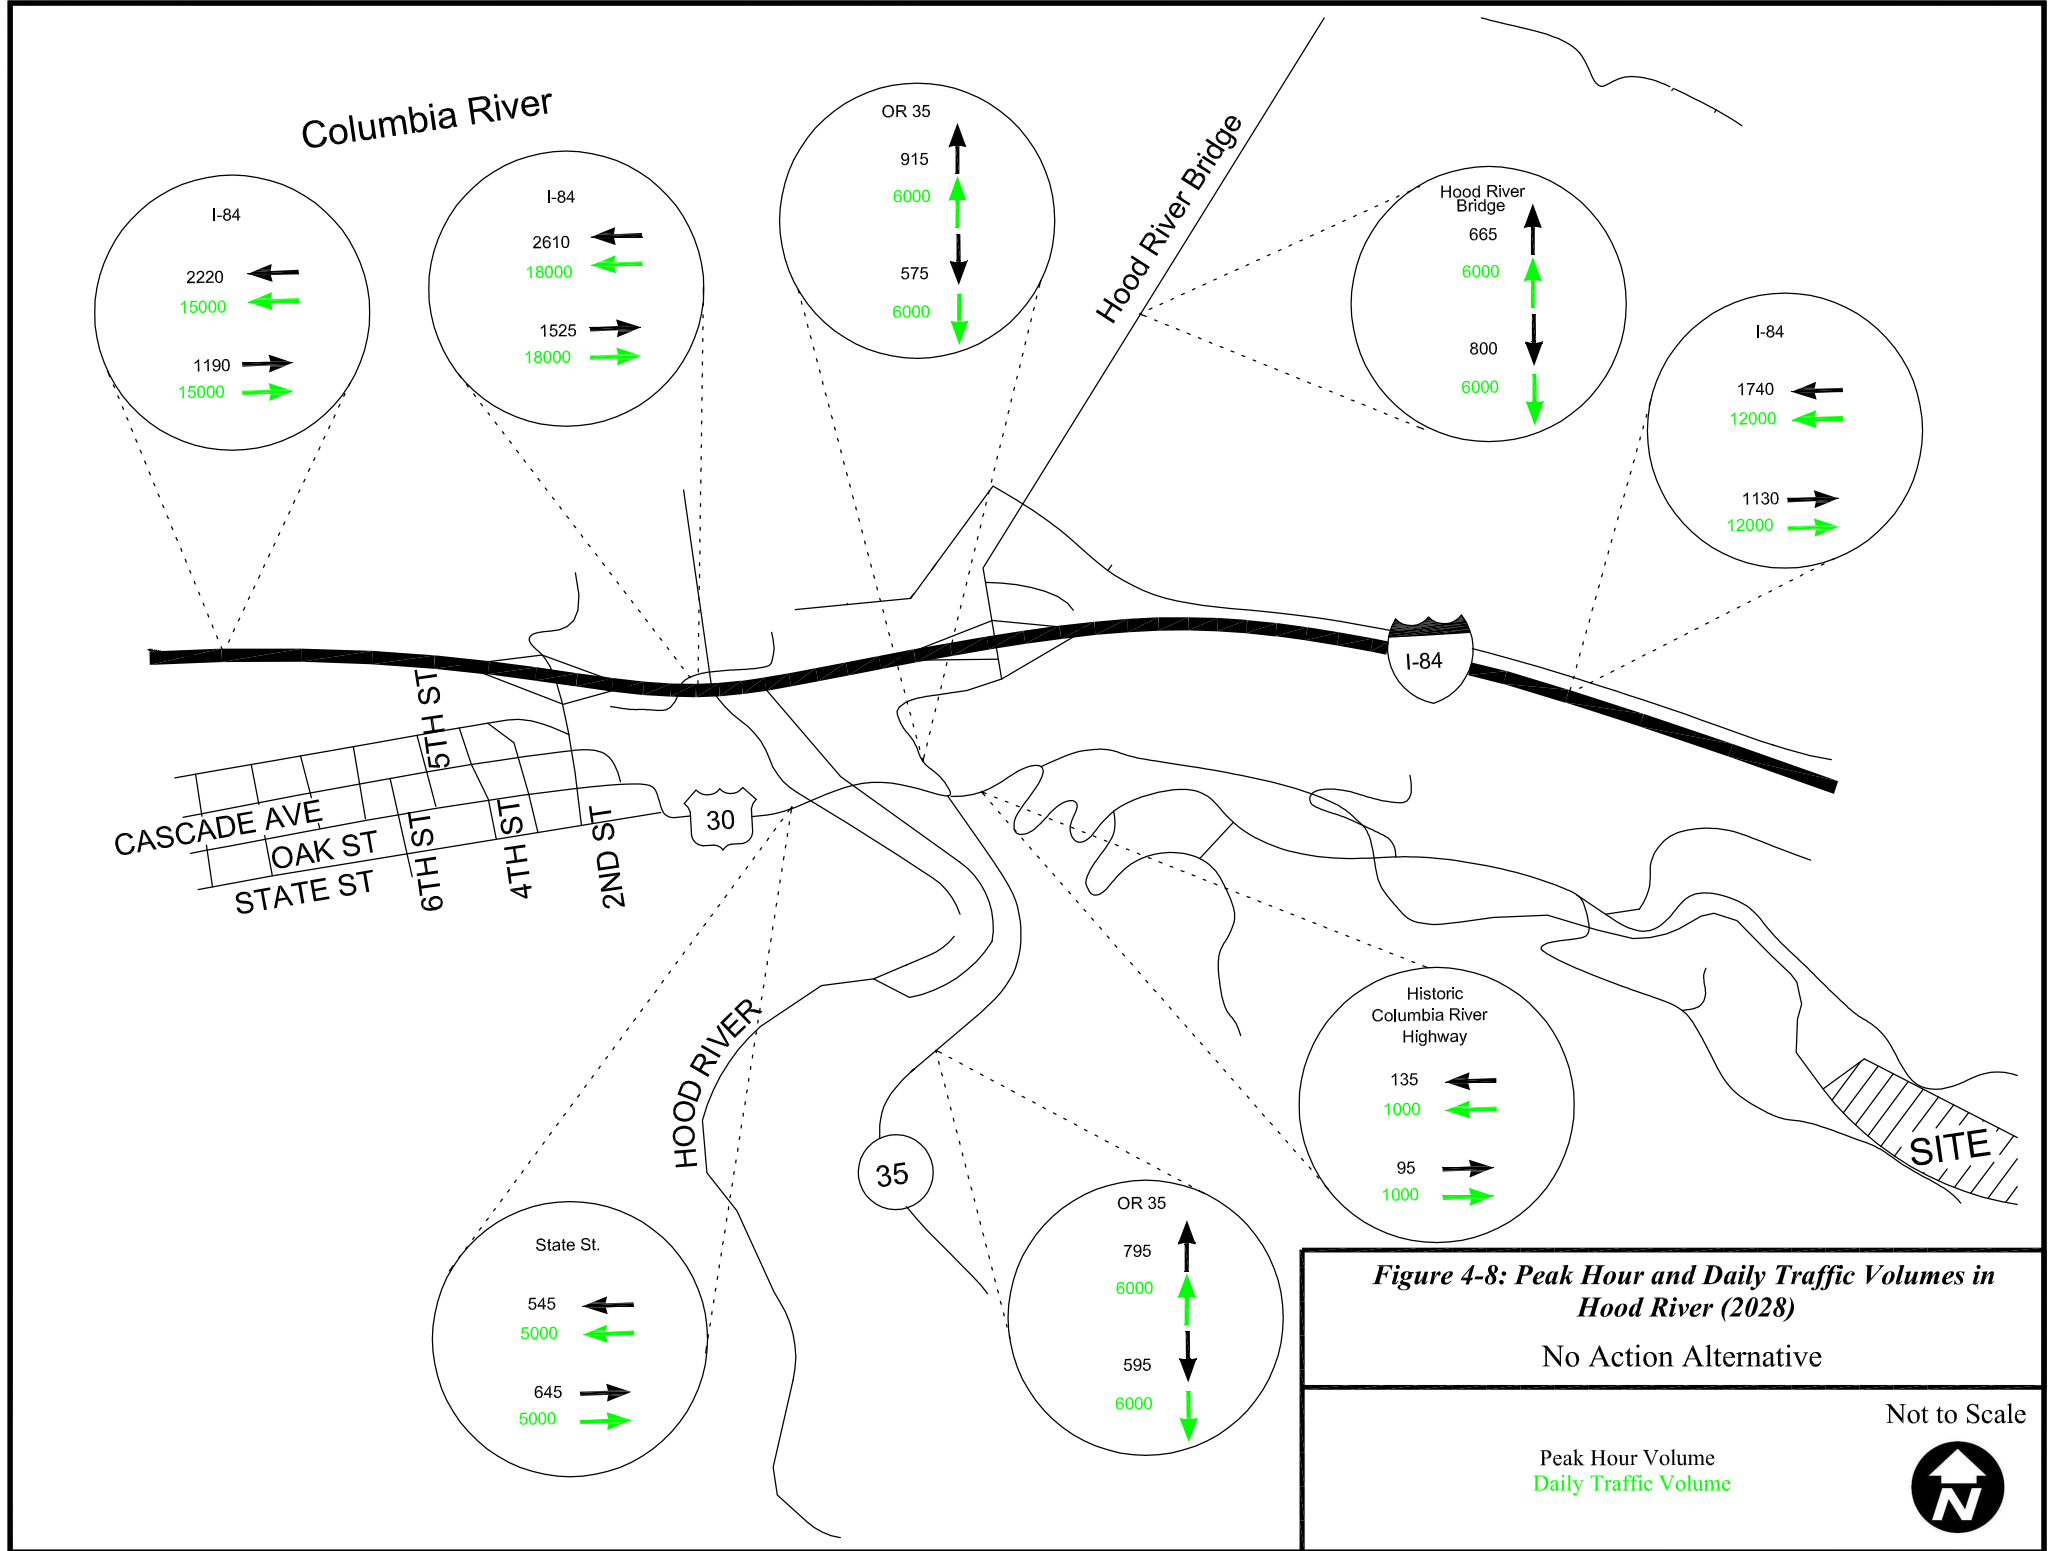 Columbia River
Hood River Bridge
I-84
2220
15000
1190
15000
I-84
2610
18000
1525
18000
OR 35
915
6000
575
6000
Hood River
Bridge
665
6000
800
6000
I-84
1740
12000
1130
12000
I-84
5TH ST
CASCADE AVE
OAK ST
STATE ST
6TH ST
4TH ST
2ND ST
30
HOOD RIVER
35
SITE
Historic
Columbia River
Highway
135
1000
95
1000
State St.
545
5000
645
5000
OR 35
795
6000
595
6000
Figure 4-8: Peak Hour and Daily Traffic Volumes in
Hood River (2028)
No Action Alternative
Not to Scale
Peak Hour Volume
Daily Traffic Volume
N